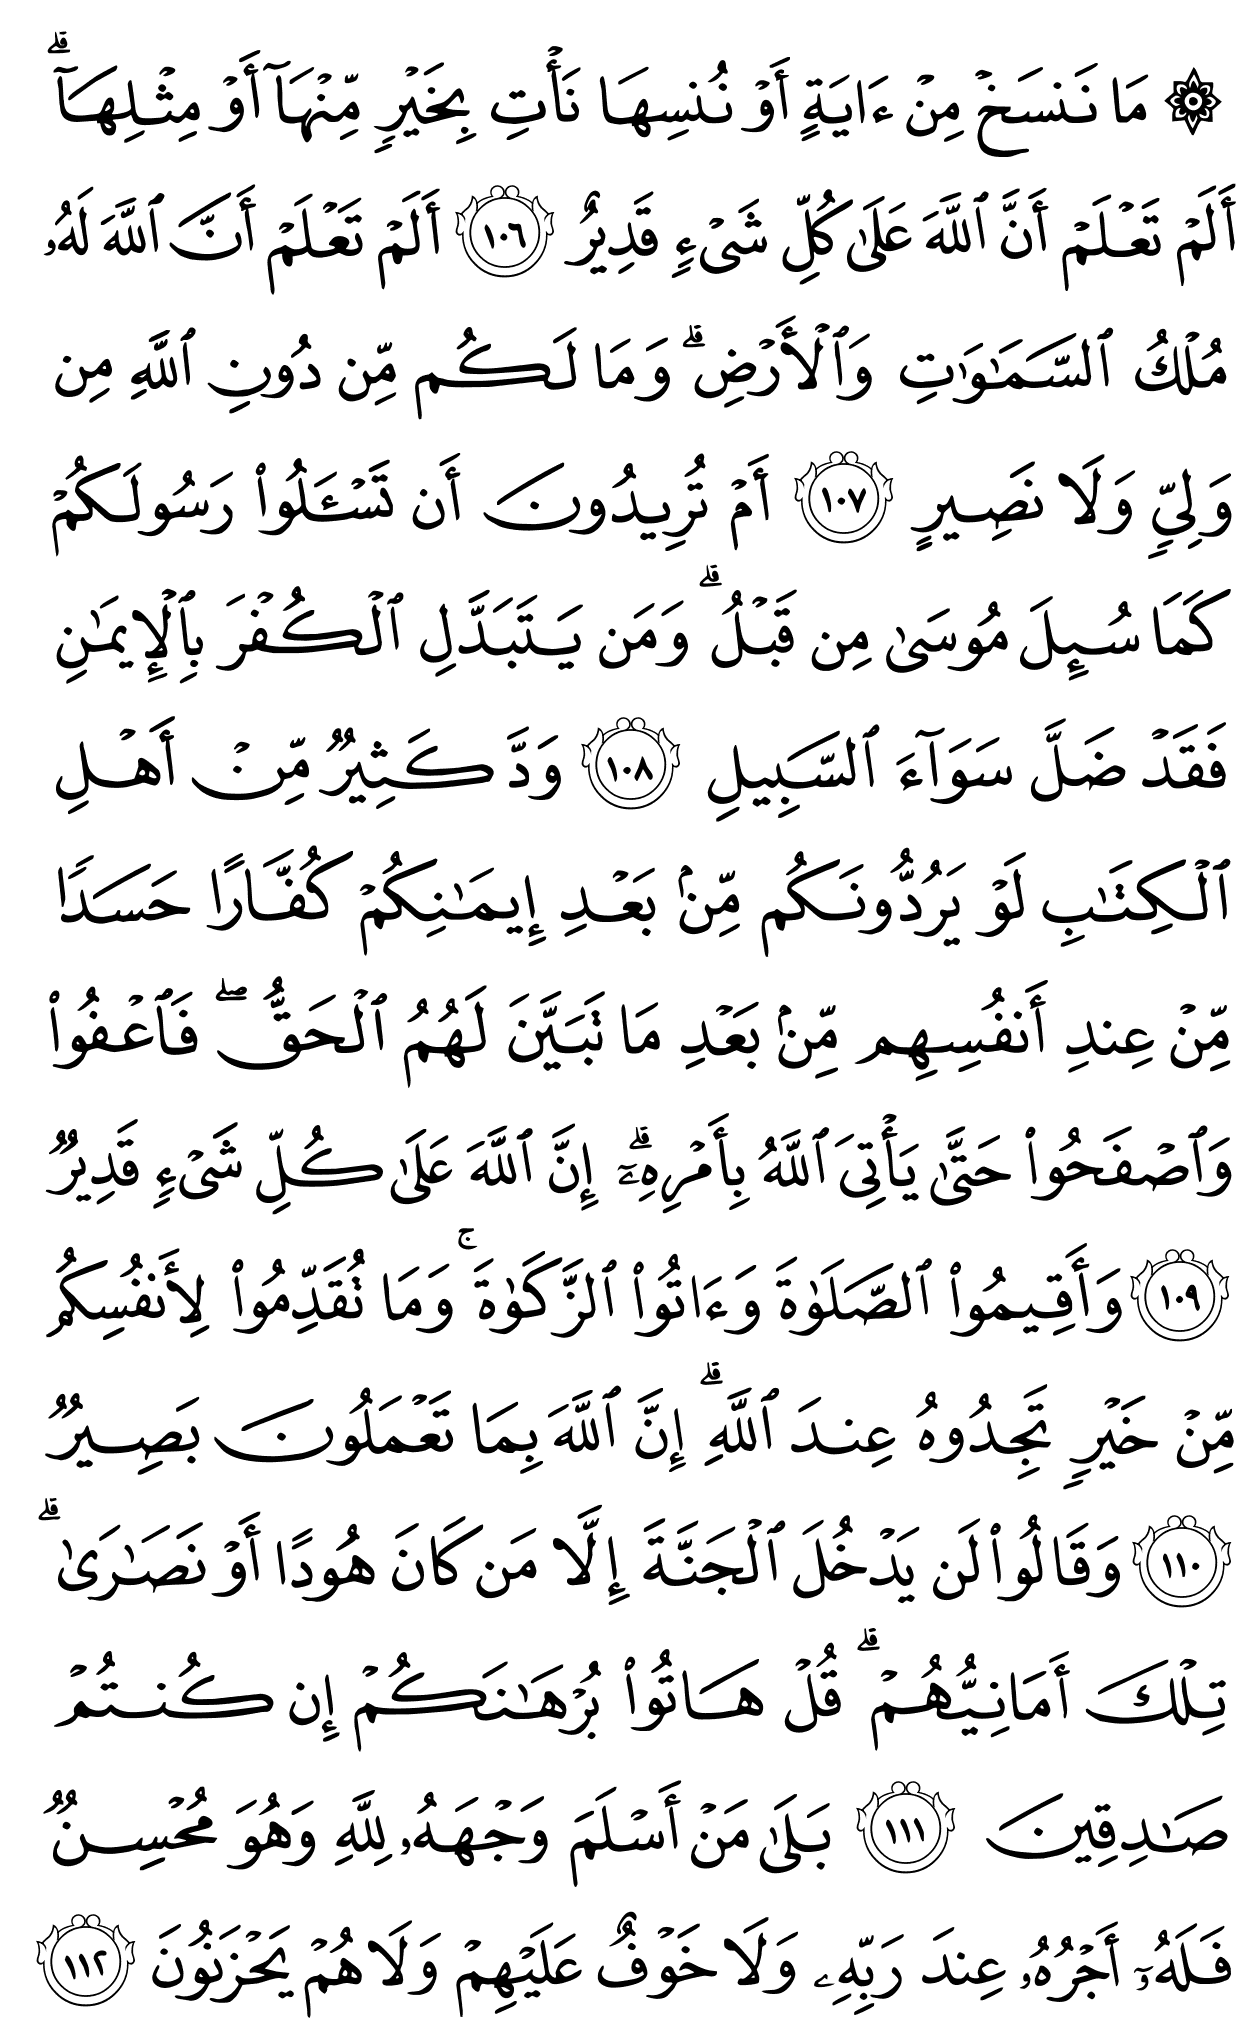 ۞ مَا نَنسَخۡ مِنۡ ءَايَةٍ أَوۡ نُنسِهَا نَأۡتِ بِخَيۡرٖ مِّنۡهَآ أَوۡ مِثۡلِهَآۗ
أَلَمۡ تَعۡلَمۡ أَنَّ ٱللَّهَ عَلَىٰ كُلِّ شَيۡءٖ قَدِيرٌ ١٠٦ أَلَمۡ تَعۡلَمۡ أَنَّ ٱللَّهَ لَهُۥ
مُلۡكُ ٱلسَّمَٰوَٰتِ وَٱلۡأَرۡضِۗ وَمَا لَكُم مِّن دُونِ ٱللَّهِ مِن
وَلِيّٖ وَلَا نَصِيرٍ ١٠٧ أَمۡ تُرِيدُونَ أَن تَسۡـَٔلُواْ رَسُولَكُمۡ
كَمَا سُئِلَ مُوسَىٰ مِن قَبۡلُۗ وَمَن يَتَبَدَّلِ ٱلۡكُفۡرَ بِٱلۡإِيمَٰنِ
فَقَدۡ ضَلَّ سَوَآءَ ٱلسَّبِيلِ ١٠٨ وَدَّ كَثِيرٞ مِّنۡ أَهۡلِ
ٱلۡكِتَٰبِ لَوۡ يَرُدُّونَكُم مِّنۢ بَعۡدِ إِيمَٰنِكُمۡ كُفَّارًا حَسَدٗا
مِّنۡ عِندِ أَنفُسِهِم مِّنۢ بَعۡدِ مَا تَبَيَّنَ لَهُمُ ٱلۡحَقُّۖ فَٱعۡفُواْ
وَٱصۡفَحُواْ حَتَّىٰ يَأۡتِيَ ٱللَّهُ بِأَمۡرِهِۦٓۗ إِنَّ ٱللَّهَ عَلَىٰ كُلِّ شَيۡءٖ قَدِيرٞ
١٠٩ وَأَقِيمُواْ ٱلصَّلَوٰةَ وَءَاتُواْ ٱلزَّكَوٰةَۚ وَمَا تُقَدِّمُواْ لِأَنفُسِكُم
مِّنۡ خَيۡرٖ تَجِدُوهُ عِندَ ٱللَّهِۗ إِنَّ ٱللَّهَ بِمَا تَعۡمَلُونَ بَصِيرٞ
١١٠ وَقَالُواْ لَن يَدۡخُلَ ٱلۡجَنَّةَ إِلَّا مَن كَانَ هُودًا أَوۡ نَصَٰرَىٰۗ
تِلۡكَ أَمَانِيُّهُمۡۗ قُلۡ هَاتُواْ بُرۡهَٰنَكُمۡ إِن كُنتُمۡ
صَٰدِقِينَ ١١١ بَلَىٰ مَنۡ أَسۡلَمَ وَجۡهَهُۥ لِلَّهِ وَهُوَ مُحۡسِنٞ
فَلَهُۥٓ أَجۡرُهُۥ عِندَ رَبِّهِۦ وَلَا خَوۡفٌ عَلَيۡهِمۡ وَلَا هُمۡ يَحۡزَنُونَ ١١٢